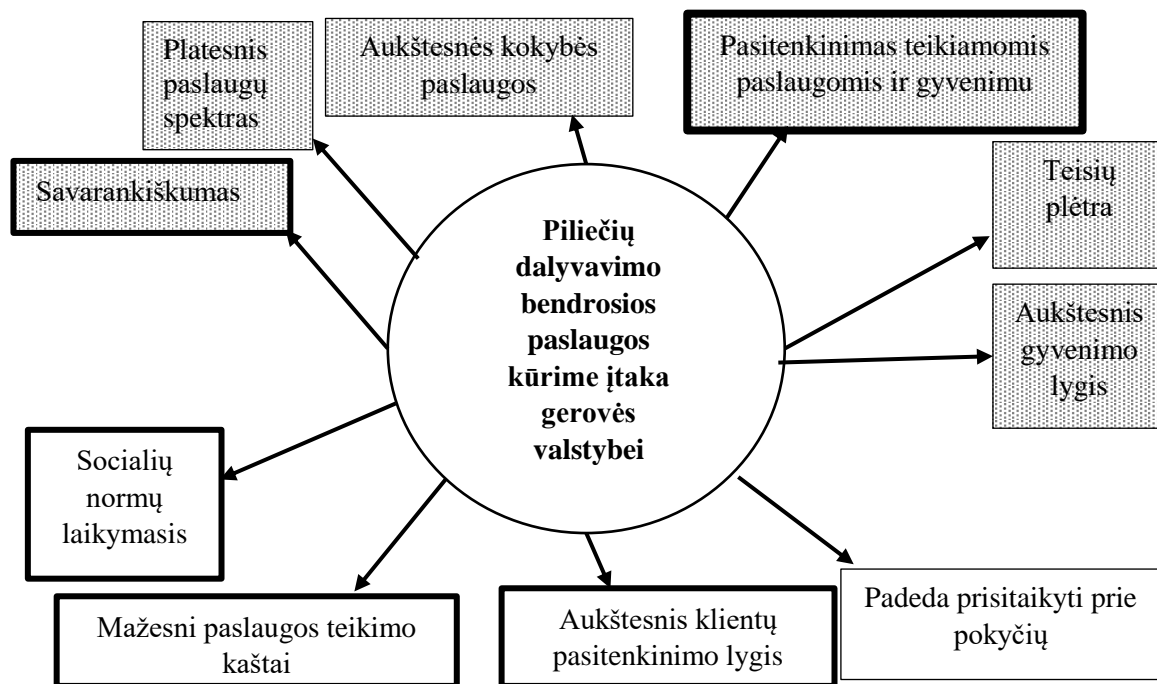 Platesnis
paslaugų
spektras
Aukštesnės kokybės
paslaugos
Pasitenkinimas teikiamomis
paslaugomis ir gyvenimu
Savarankiškumas
Teisių
plėtra
Piliečių
dalyvavimo
bendrosios
paslaugos
kūrime įtaka
gerovės
valstybei
Aukštesnis
gyvenimo
lygis
Socialių
normų
laikymasis
Mažesni paslaugos teikimo
kaštai
Aukštesnis klientų
pasitenkinimo lygis
Padeda prisitaikyti prie
pokyčių